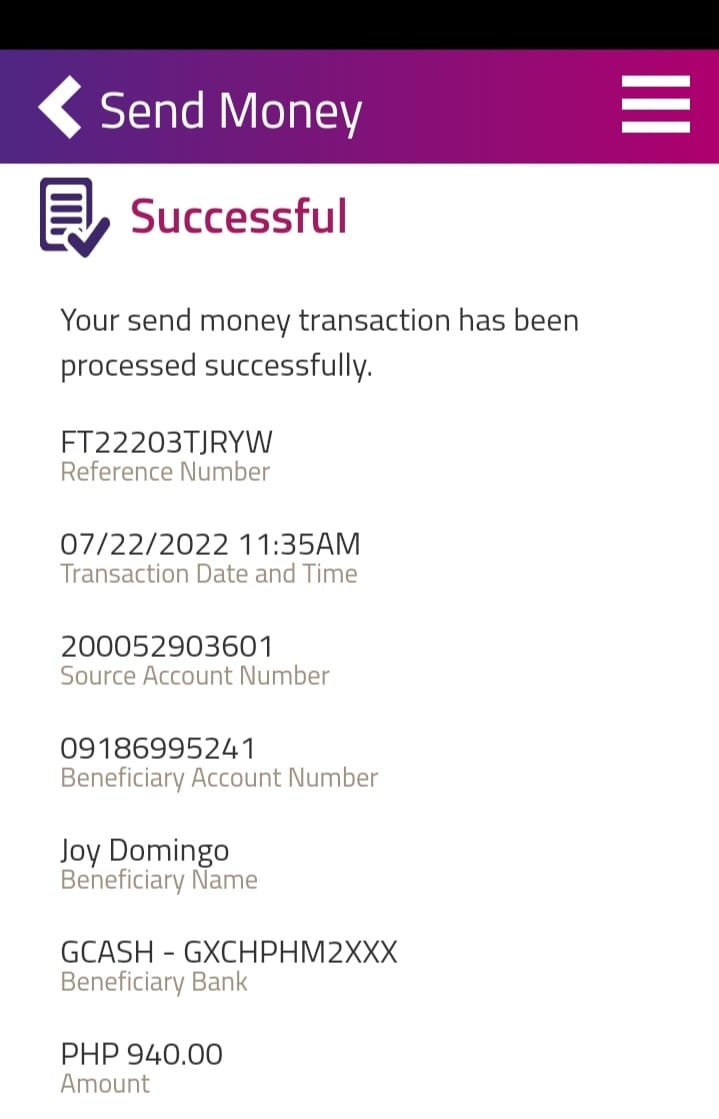 Send Money
Successful
Your send money transaction has been
processed successfully.
FT22203TJRYW
Reference Number
07/22/2022 11:35AM
Transaction Date and Time
200052903601
Source Account Number
09186995241
Beneficiary Account Number
Joy Domingo
Beneficiary Name
GCASH - GXCHPHM2XXX
Beneficiary Bank
PHP 940.00
Amount